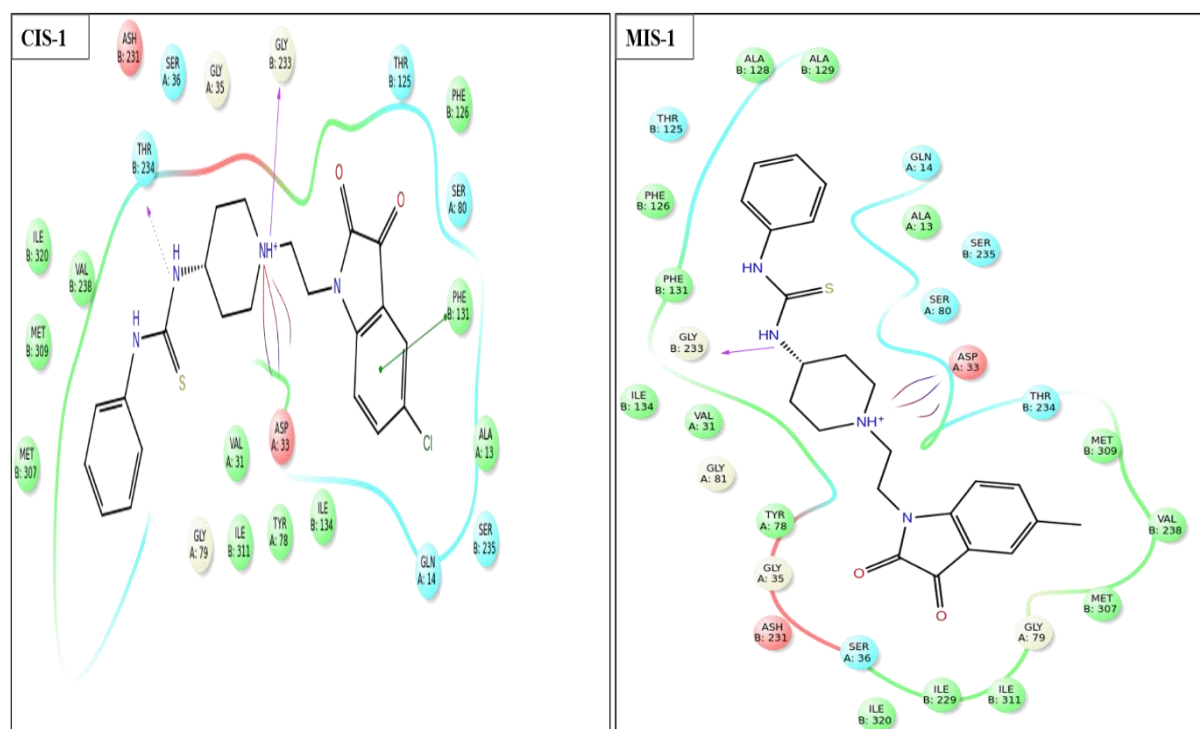 CIS-1
ASH
B: 231
SER
A: 36
GLY
A: 35
GLY
B: 233
THR
B: 125
PHE
B: 126
THR
B: 234
SER
A: 80
O
O
ILE
B: 320
VAL
B: 238
H
N
NH⁺
N
PHE
B: 131
MET
B: 309
H
N
S
Cl
MET
B: 307
VAL
A: 31
ASP
A: 33
ALA
A: 13
GLY
A: 79
ILE
B: 311
TYR
A: 78
ILE
B: 134
GLN
A: 14
SER
B: 235
MIS-1
ALA
B: 128
ALA
B: 129
THR
B: 125
GLN
A: 14
PHE
B: 126
ALA
A: 13
SER
B: 235
PHE
B: 131
HN
S
SER
A: 80
GLY
B: 233
HN
ASP
A: 33
ILE
B: 134
VAL
A: 31
THR
B: 234
NH⁺
MET
B: 309
GLY
A: 81
TYR
A: 78
N
VAL
B: 238
GLY
A: 35
O
O
MET
B: 307
ASH
B: 231
SER
A: 36
GLY
A: 79
ILE
B: 229
ILE
B: 311
ILE
B: 320